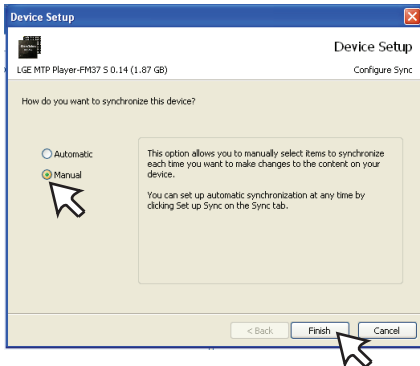 Device Setup
Device Setup
LGE MTP Player-FM37 S 0.14 (1.87 GB)
Configure Sync
How do you want to synchronize this device?
Automatic
Manual
This option allows you to manually select items to synchronize
each time you want to make changes to the content on your
device.
You can set up automatic synchronization at any time by
clicking Set up Sync on the Sync tab.
< Back
Finish
Cancel